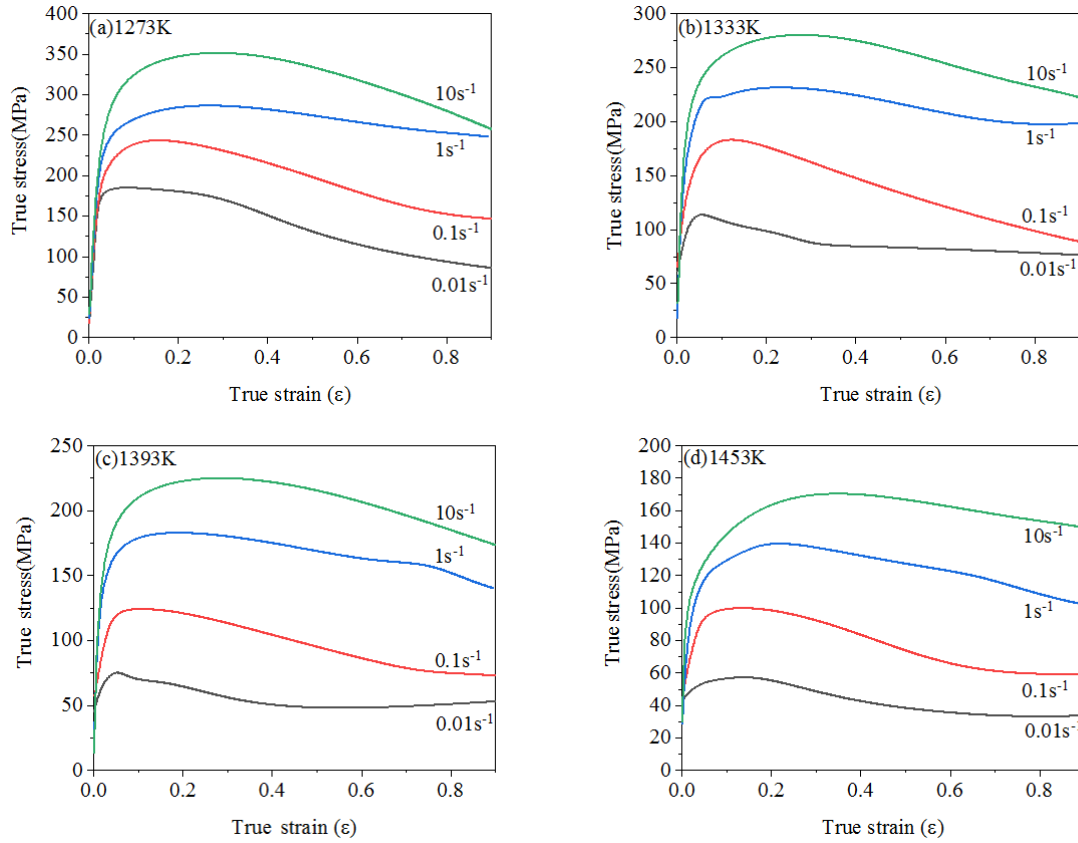 (a)1273K
400
350
300
250
200
150
100
50
0
True stress(MPa)
10s-1
1s-1
0.1s-1
0.01s-1
0.0 0.2 0.4 0.6 0.8
True strain (ε)
(b)1333K
300
250
200
150
100
50
0
True stress(MPa)
10s-1
1s-1
0.1s-1
0.01s-1
0.0 0.2 0.4 0.6 0.8
True strain (ε)
(c)1393K
250
200
150
100
50
0
True stress(MPa)
10s-1
1s-1
0.1s-1
0.01s-1
0.0 0.2 0.4 0.6 0.8
True strain (ε)
(d)1453K
200
180
160
140
120
100
80
60
40
20
0
True stress(MPa)
10s-1
1s-1
0.1s-1
0.01s-1
0.0 0.2 0.4 0.6 0.8
True strain (ε)